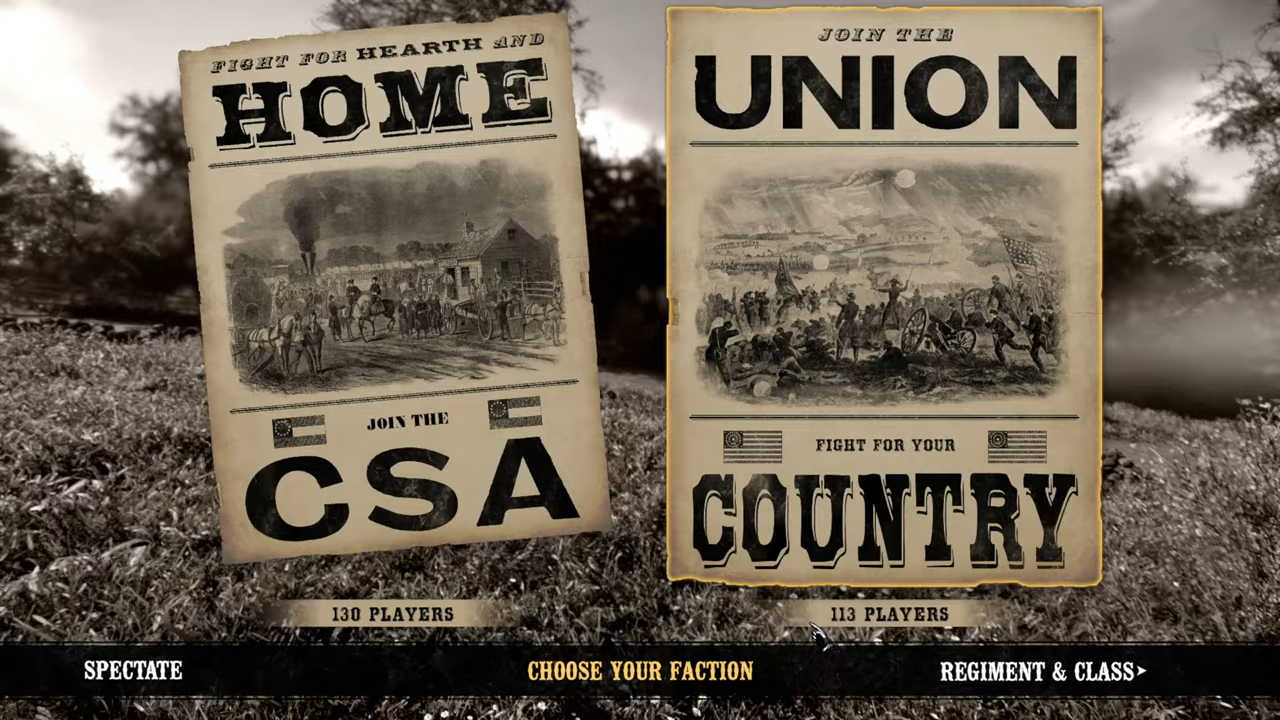 FIGHT FOR HEARTH AND
HOME
JOIN THE
CSA
130 PLAYERS
JOIN THE
UNION
FIGHT FOR YOUR
COUNTRY
113 PLAYERS
SPECTATE
CHOOSE YOUR FACTION
REGIMENT & CLASS